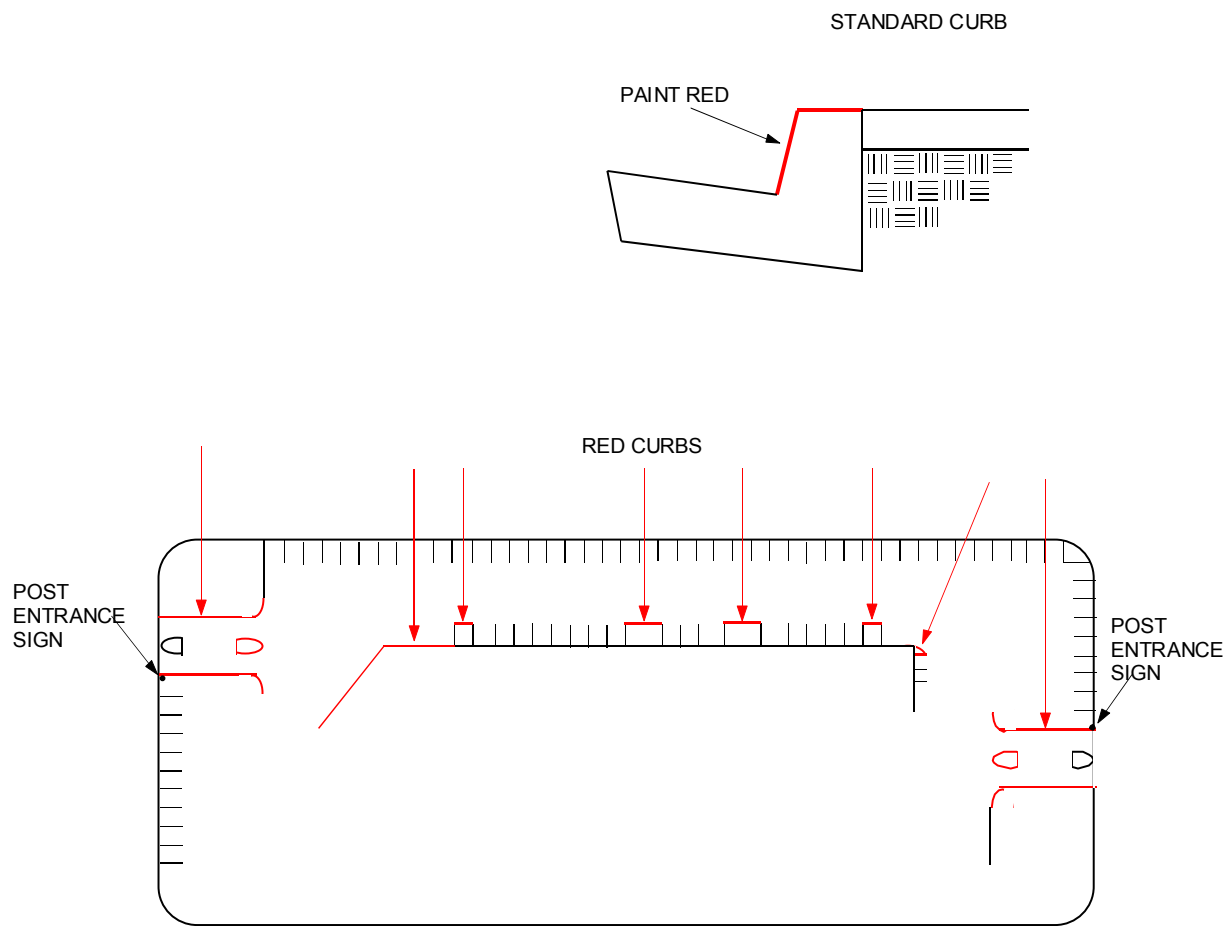 STANDARD CURB
PAINT RED
RED CURBS
POST
ENTRANCE
SIGN
POST
ENTRANCE
SIGN